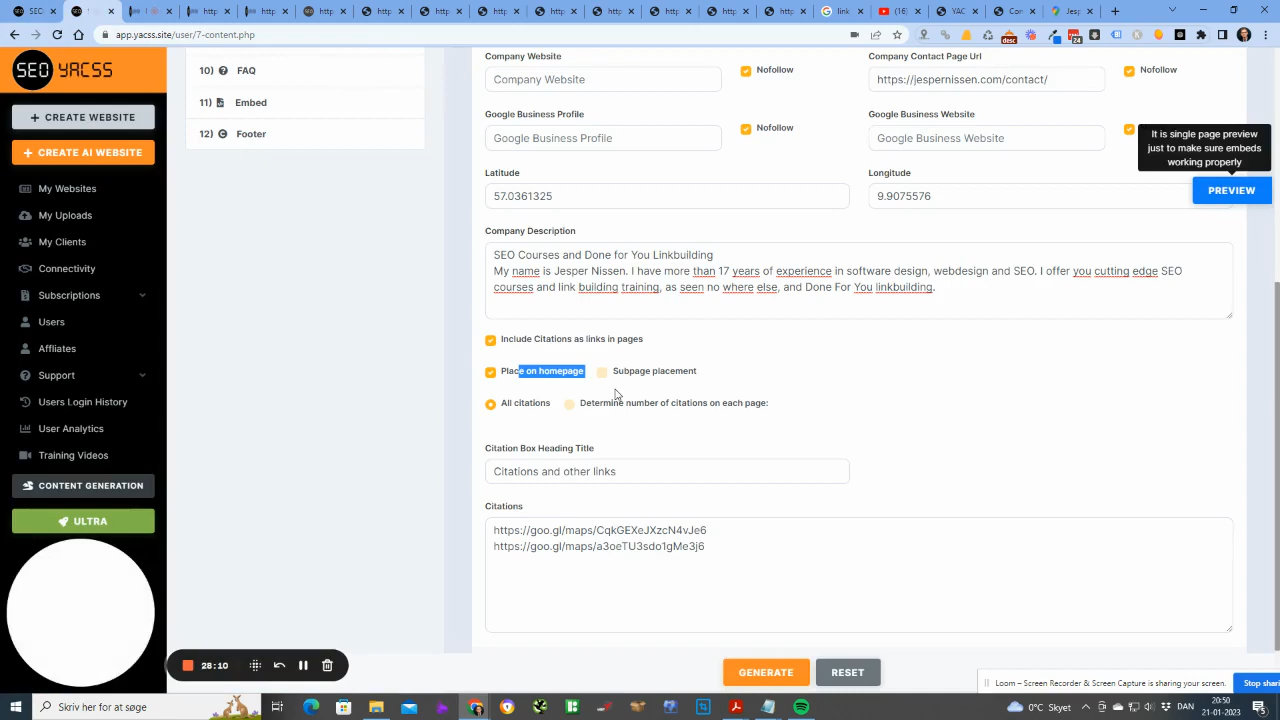 app.yacss.site/user/7-content.php
SEO YACSS
CREATE WEBSITE
CREATE AI WEBSITE
My Websites
My Uploads
My Clients
Connectivity
Subscriptions
Users
Affliates
Support
Users Login History
User Analytics
Training Videos
CONTENT GENERATION
ULTRA
10) FAQ
11) Embed
12) Footer
Company Website
Company Website
Nofollow
Company Contact Page Url
https://jespernissen.com/contact/
Nofollow
Google Business Profile
Google Business Profile
Nofollow
Google Business Website
Google Business Website
It is single page preview
just to make sure embeds
working properly
PREVIEW
Latitude
57.0361325
Longitude
9.9075576
Company Description
SEO Courses and Done for You Linkbuilding
My name is Jesper Nissen. I have more than 17 years of experience in software design, webdesign and SEO. I offer you cutting edge SEO
courses and link building training, as seen no where else, and Done For You linkbuilding.
Include Citations as links in pages
Place on homepage Subpage placement
All citations Determine number of citations on each page:
Citation Box Heading Title
Citations and other links
Citations
https://goo.gl/maps/CqkGEXeJXzcN4vJe6
https://goo.gl/maps/a3oeTU3sdo1gMe3j6
28:10
GENERATE RESET
Loom – Screen Recorder & Screen Capture is sharing your screen. Stop shari
Skriv her for at søge
0°C Skyet DAN 20:50
21-01-2023